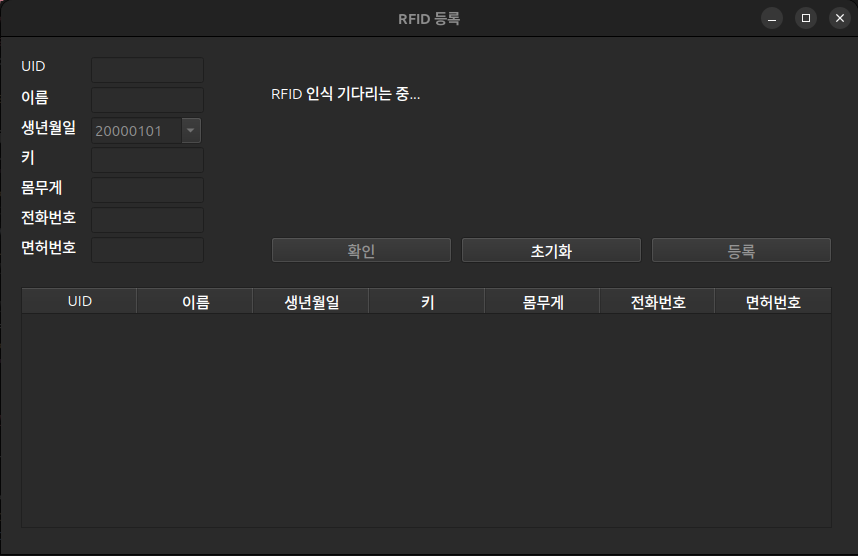 RFID 등록
UID
이름
생년월일 20000101
키
몸무게
전화번호
면허번호
RFID 인식 기다리는 중...
확인 초기화 등록
UID 이름 생년월일 키 몸무게 전화번호 면허번호